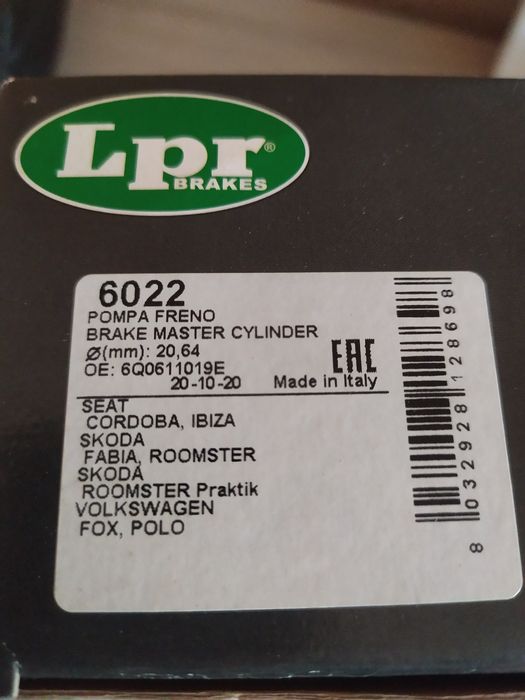 Lpr®
BRAKES
6022
POMPA FRENO
BRAKE MASTER CYLINDER
Ø(mm): 20,64
OE: 6Q0611019E
EAC
20-10-20 Made in Italy
SEAT
CORDOBA, IBIZA
SKODA
FABIA, ROOMSTER
SKODA
ROOMSTER Praktik
VOLKSWAGEN
FOX, POLO
8 032928 128698